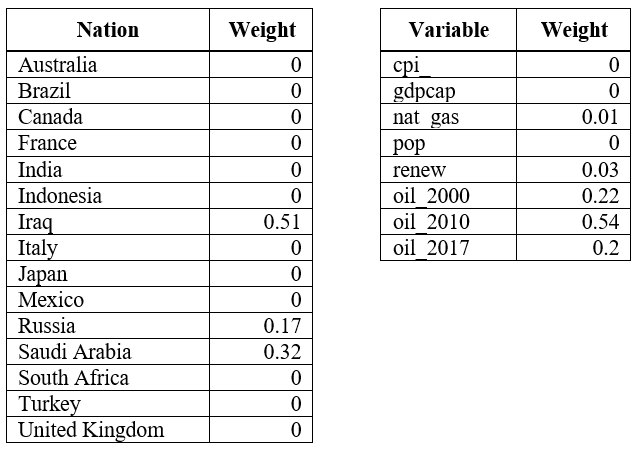 Nation Weight
Australia 0
Brazil 0
Canada 0
France 0
India 0
Indonesia 0
Iraq 0.51
Italy 0
Japan 0
Mexico 0
Russia 0.17
Saudi Arabia 0.32
South Africa 0
Turkey 0
United Kingdom 0
Variable Weight
cpi_ 0
gdpcap 0
nat_gas 0.01
pop 0
renew 0.03
oil_2000 0.22
oil_2010 0.54
oil_2017 0.2